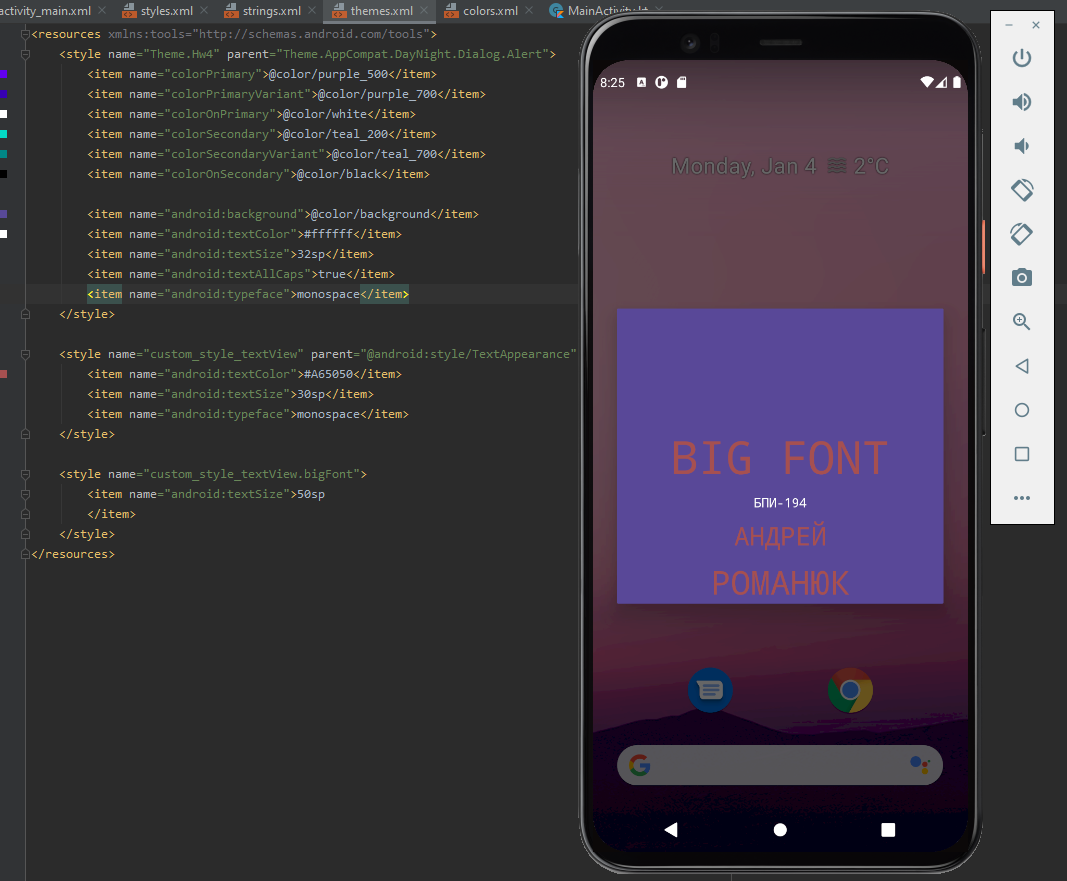 activity_main.xml styles.xml strings.xml themes.xml colors.xml MainActivity.kt
<resources xmlns:tools="http://schemas.android.com/tools">
<style name="Theme.Hw4" parent="Theme.AppCompat.DayNight.Dialog.Alert">
<item name="colorPrimary">@color/purple_500</item>
<item name="colorPrimaryVariant">@color/purple_700</item>
<item name="colorOnPrimary">@color/white</item>
<item name="colorSecondary">@color/teal_200</item>
<item name="colorSecondaryVariant">@color/teal_700</item>
<item name="colorOnSecondary">@color/black</item>
<item name="android:background">@color/background</item>
<item name="android:textColor">#ffffff</item>
<item name="android:textSize">32sp</item>
<item name="android:textAllCaps">true</item>
<item name="android:typeface">monospace</item>
</style>
<style name="custom_style_textView" parent="@android:style/TextAppearance"
<item name="android:textColor">#A65050</item>
<item name="android:textSize">30sp</item>
<item name="android:typeface">monospace</item>
</style>
<style name="custom_style_textView.bigFont">
<item name="android:textSize">50sp
</item>
</style>
</resources>
8:25
Monday, Jan 4 2°C
BIG FONT
БПИ-194
АНДРЕЙ
РОМАНЮК